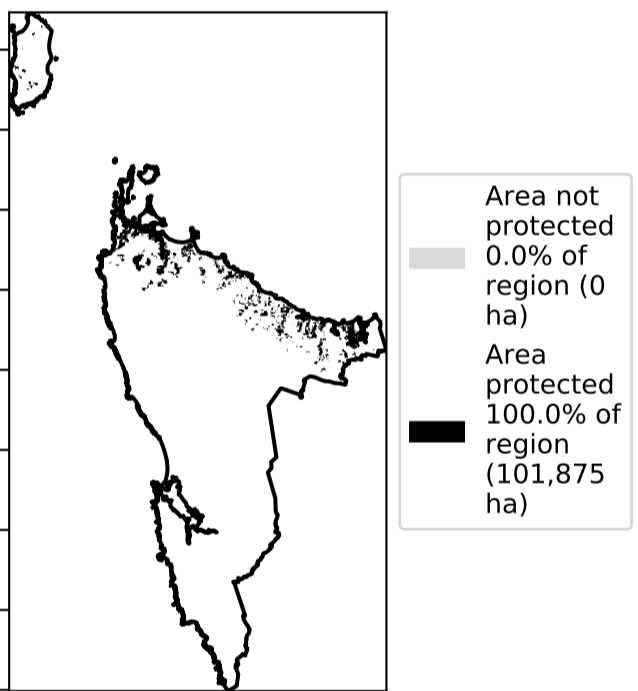 Area not
protected
0.0% of
region (0
ha)
Area
protected
100.0% of
region
(101,875
ha)